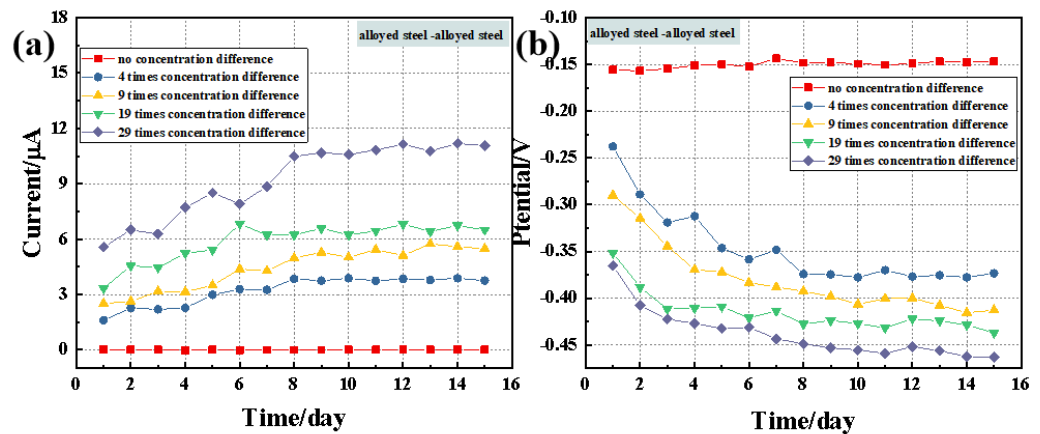 (a)
alloyed steel -alloyed steel
no concentration difference
4 times concentration difference
9 times concentration difference
19 times concentration difference
29 times concentration difference
18
15
12
9
6
3
0
Current/μA
0 2 4 6 8 10 12 14 16
Time/day
(b)
alloyed steel -alloyed steel
no concentration difference
4 times concentration difference
9 times concentration difference
19 times concentration difference
29 times concentration difference
-0.10
-0.15
-0.20
-0.25
-0.30
-0.35
-0.40
-0.45
Ptential/V
0 2 4 6 8 10 12 14 16
Time/day